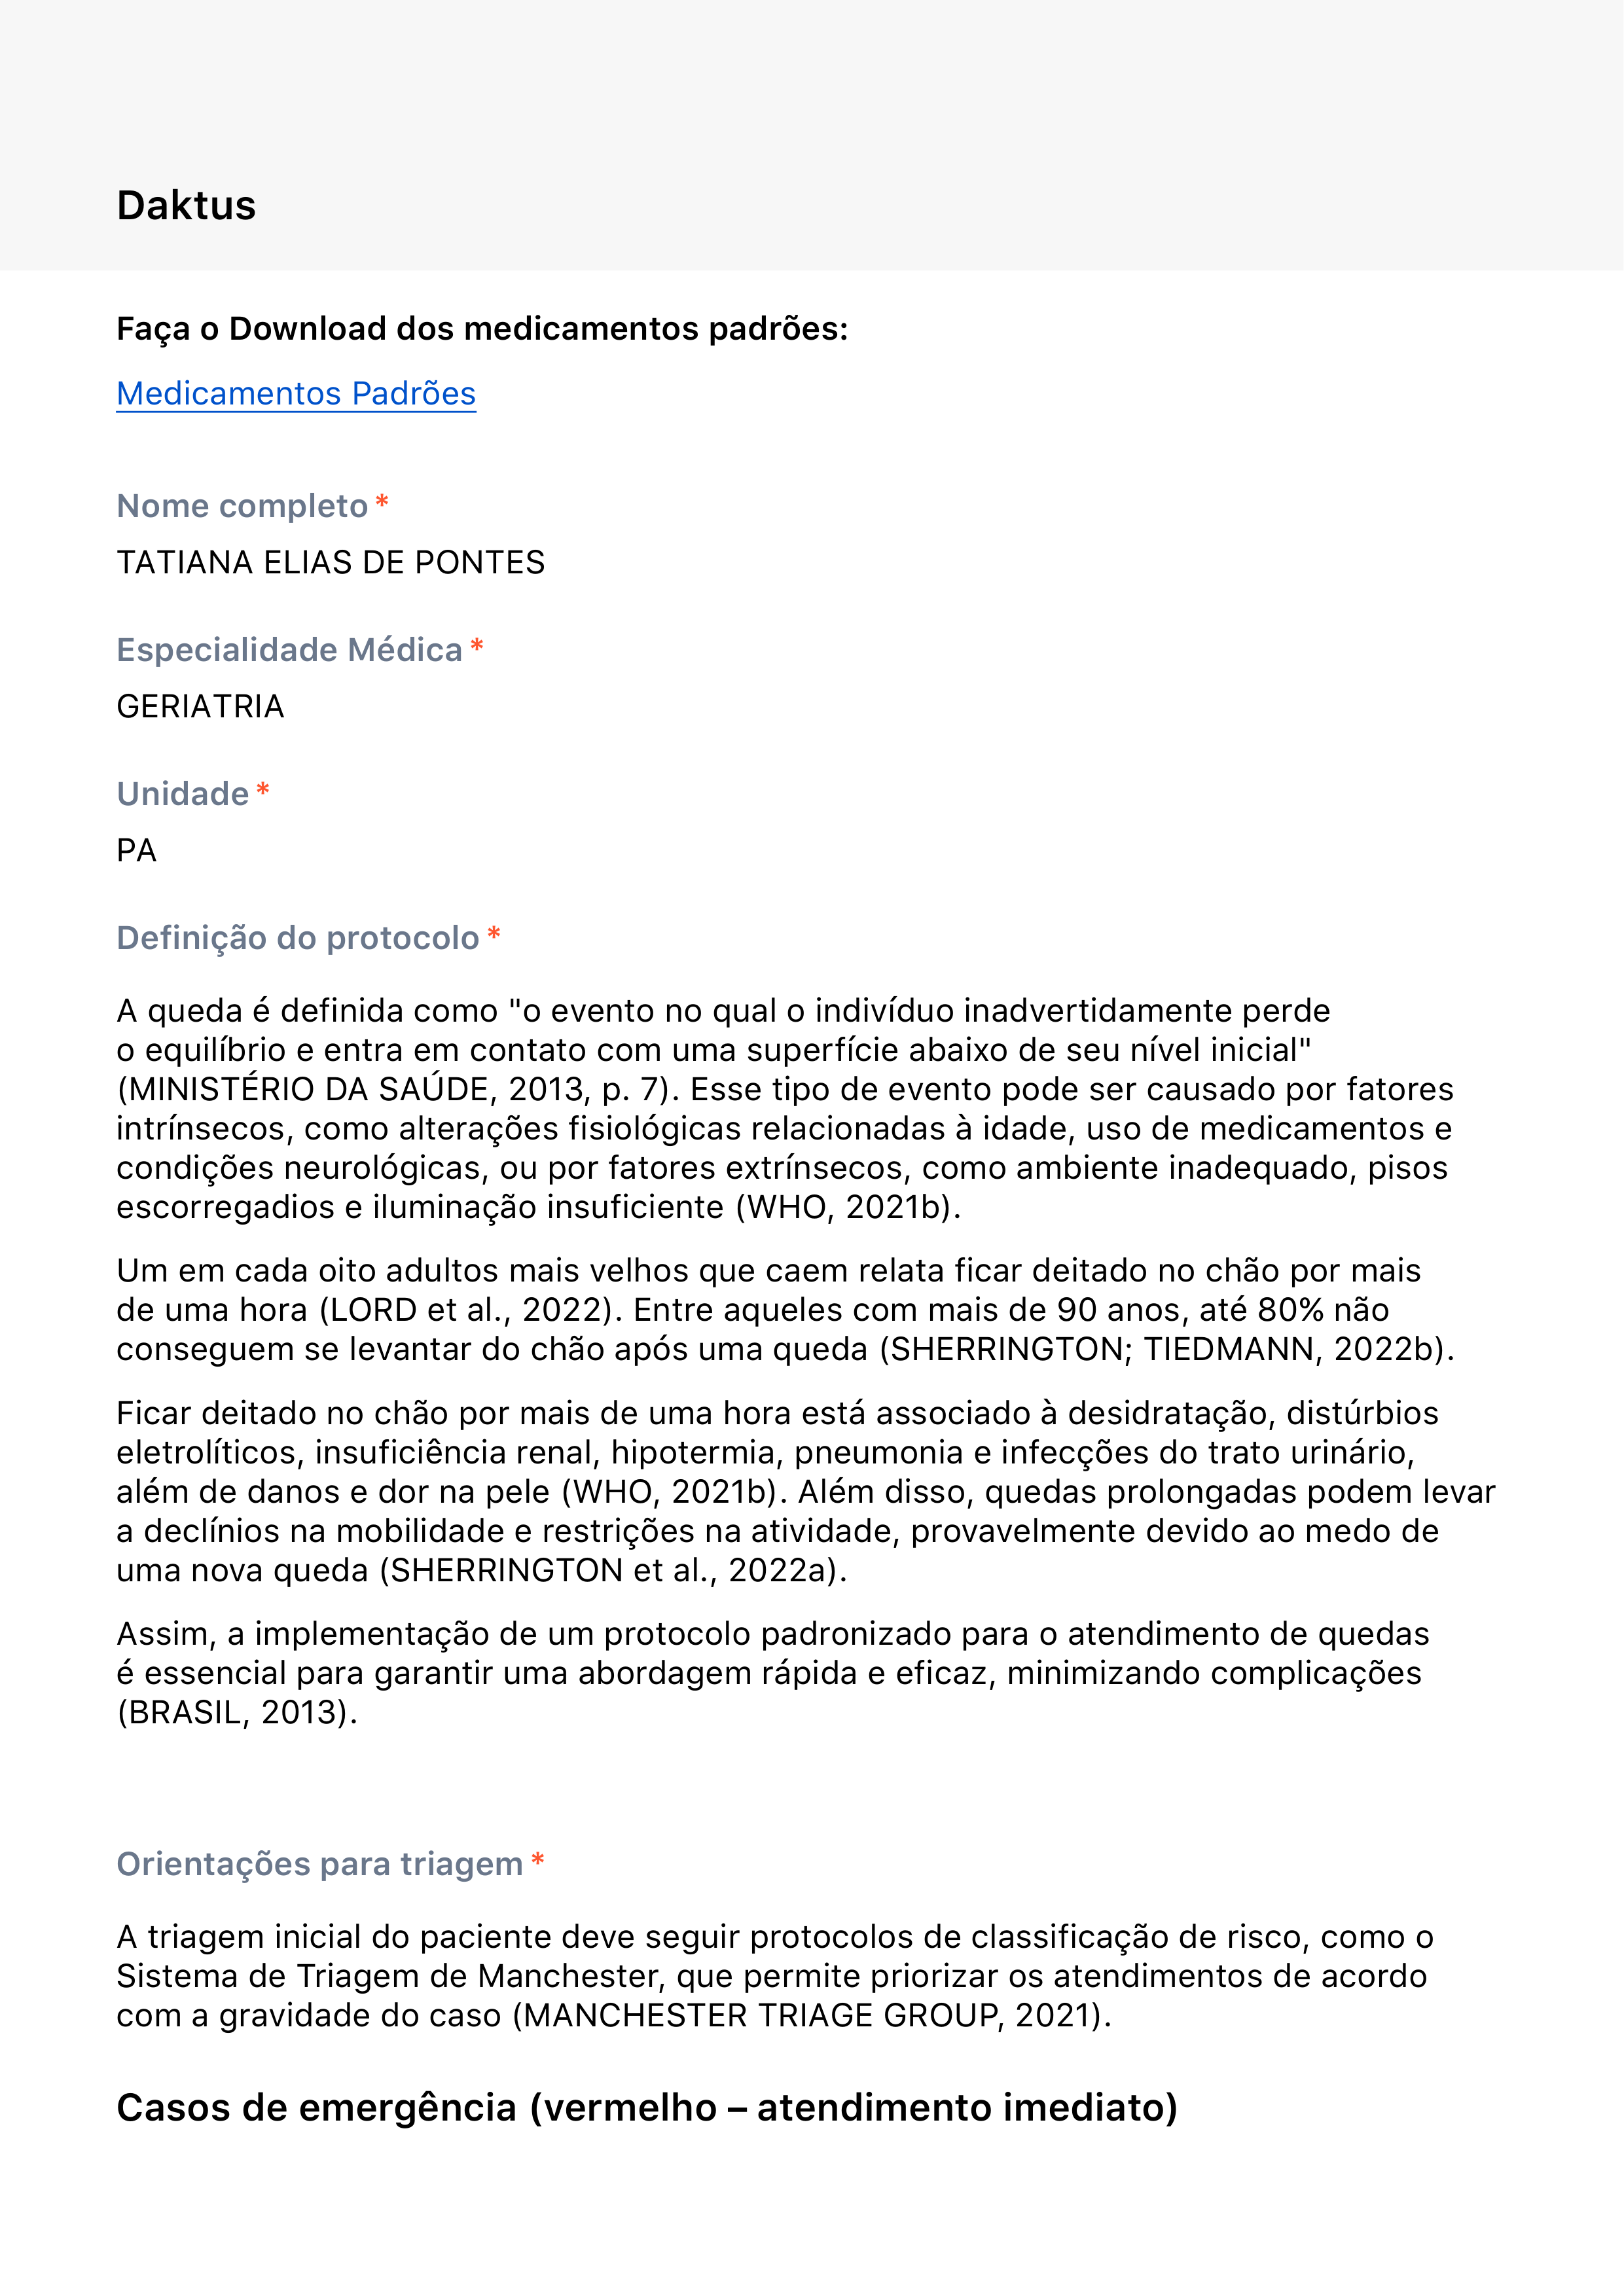 Daktus
Faça o Download dos medicamentos padrões:
Medicamentos Padrões
Nome completo *
TATIANA ELIAS DE PONTES
Especialidade Médica *
GERIATRIA
Unidade *
PA
Definição do protocolo *
A queda é definida como "o evento no qual o indivíduo inadvertidamente perde
o equilíbrio e entra em contato com uma superfície abaixo de seu nível inicial"
(MINISTÉRIO DA SAÚDE, 2013, p. 7). Esse tipo de evento pode ser causado por fatores
intrínsecos, como alterações fisiológicas relacionadas à idade, uso de medicamentos e
condições neurológicas, ou por fatores extrínsecos, como ambiente inadequado, pisos
escorregadios e iluminação insuficiente (WHO, 2021b).
Um em cada oito adultos mais velhos que caem relata ficar deitado no chão por mais
de uma hora (LORD et al., 2022). Entre aqueles com mais de 90 anos, até 80% não
conseguem se levantar do chão após uma queda (SHERRINGTON; TIEDMANN, 2022b).
Ficar deitado no chão por mais de uma hora está associado à desidratação, distúrbios
eletrolíticos, insuficiência renal, hipotermia, pneumonia e infecções do trato urinário,
além de danos e dor na pele (WHO, 2021b). Além disso, quedas prolongadas podem levar
a declínios na mobilidade e restrições na atividade, provavelmente devido ao medo de
uma nova queda (SHERRINGTON et al., 2022a).
Assim, a implementação de um protocolo padronizado para o atendimento de quedas
é essencial para garantir uma abordagem rápida e eficaz, minimizando complicações
(BRASIL, 2013).
Orientações para triagem *
A triagem inicial do paciente deve seguir protocolos de classificação de risco, como o
Sistema de Triagem de Manchester, que permite priorizar os atendimentos de acordo
com a gravidade do caso (MANCHESTER TRIAGE GROUP, 2021).
Casos de emergência (vermelho – atendimento imediato)